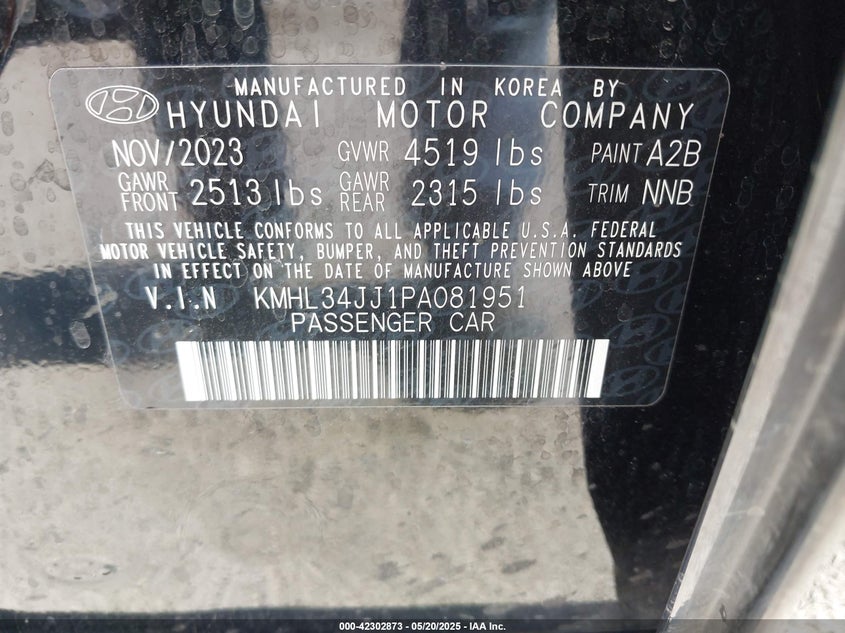 MANUFACTURED IN KOREA BY
HYUNDAI MOTOR COMPANY
NOV/2023 GVWR 4519 lbs PAINT A2B
GAWR FRONT 2513 lbs GAWR REAR 2315 lbs TRIM NNB
THIS VEHICLE CONFORMS TO ALL APPLICABLE U.S.A. FEDERAL
MOTOR VEHICLE SAFETY, BUMPER, AND THEFT PREVENTION STANDARDS
IN EFFECT ON THE DATE OF MANUFACTURE SHOWN ABOVE
V.I.N KMHL34JJ1PA081951
PASSENGER CAR
000-42302873 - 05/20/2025 - IAA Inc.